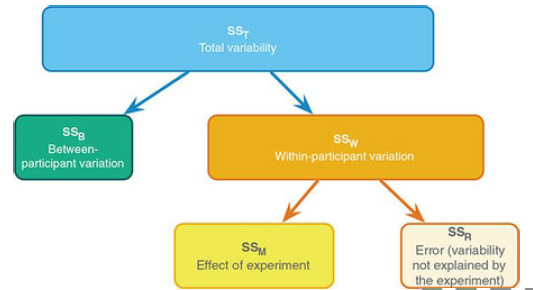 SS_T
Total variability
SS_B
Between-
participant variation
SS_W
Within-participant variation
SS_M
Effect of experiment
SS_R
Error (variability
not explained by
the experiment)